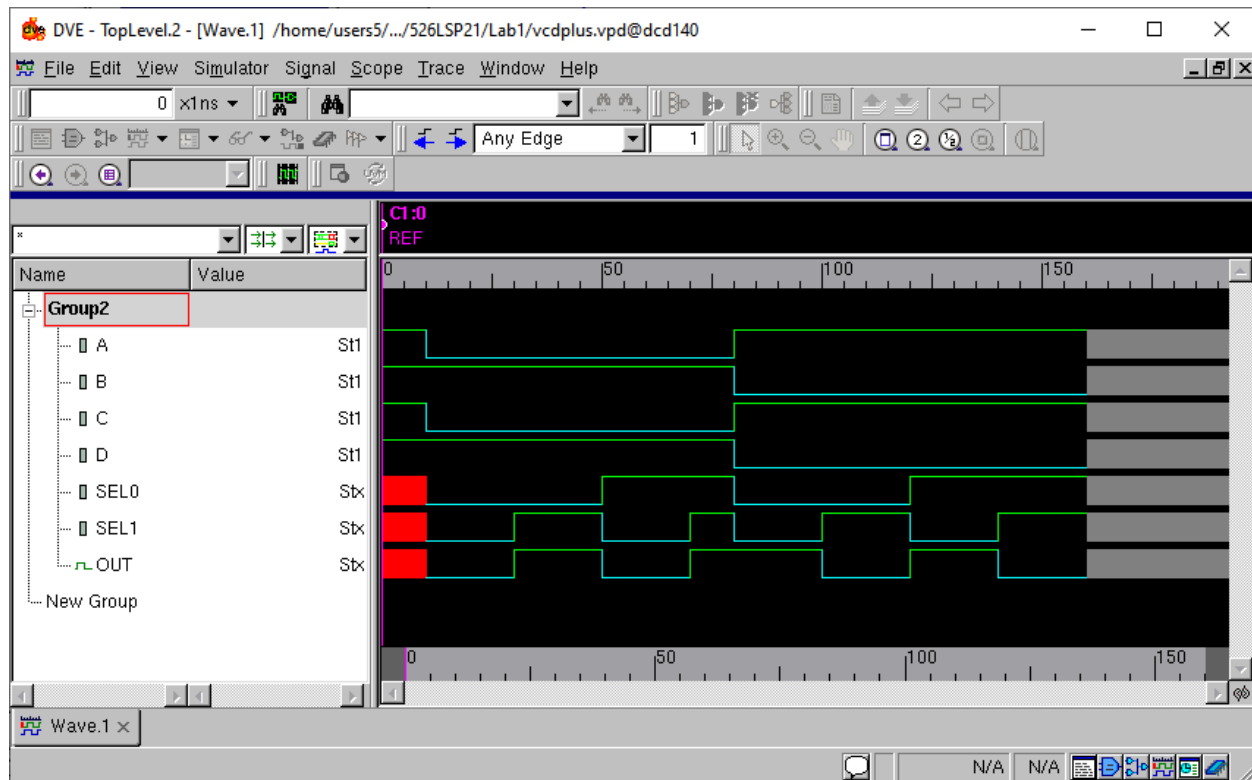 DVE - TopLevel.2 - [Wave.1] /home/users5/.../526LSP21/Lab1/vcdplus.vpd@dcd140
File Edit View Simulator Signal Scope Trace Window Help
0 x1ns
Any Edge 1
C1:0
* REF
Name Value 0 50 100 150
Group2
A St1
B St1
C St1
D St1
SEL0 Stx
SEL1 Stx
OUT Stx
New Group
0 50 100 150
Wave.1
N/A N/A